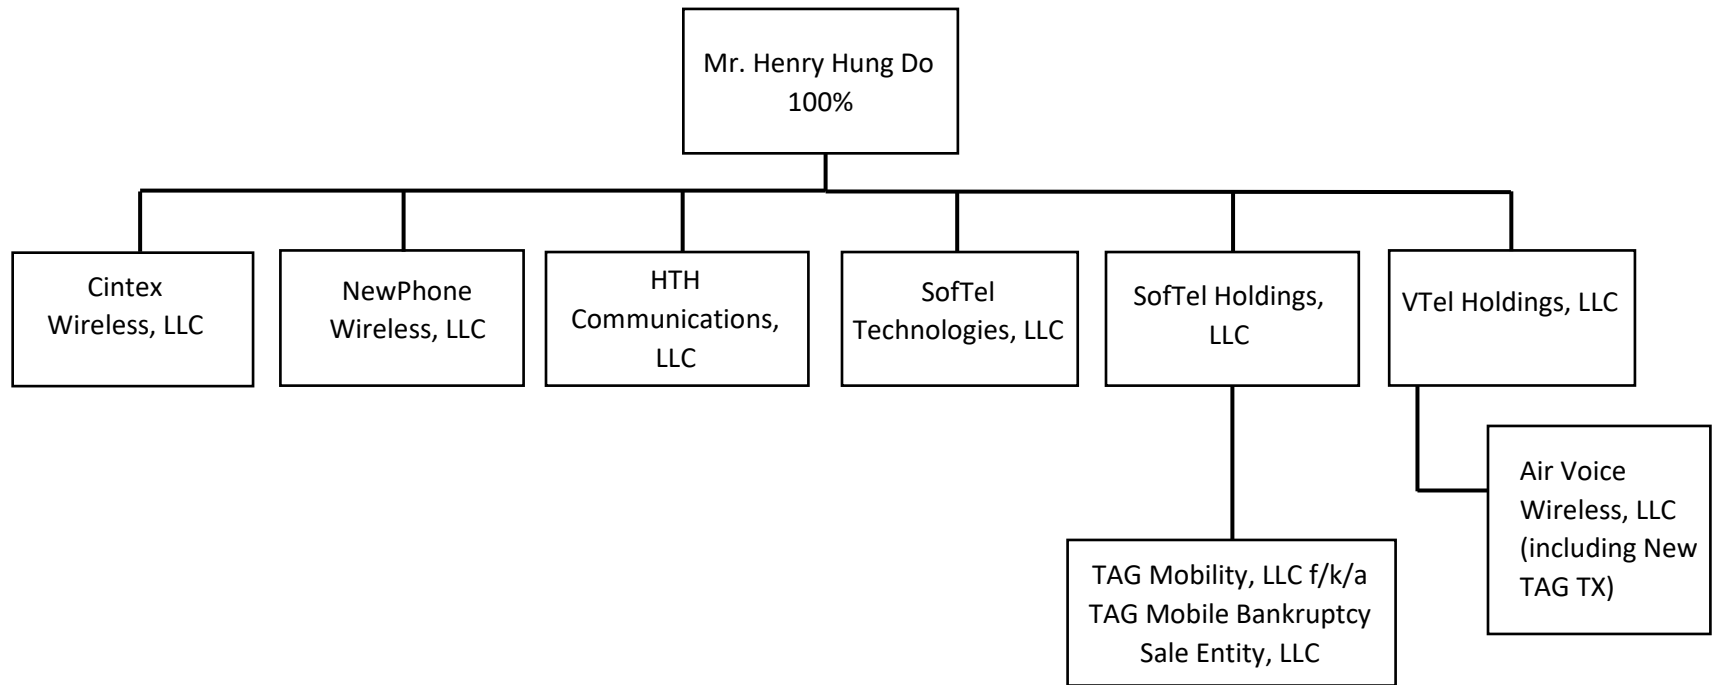 Mr. Henry Hung Do
100%
Cintex
Wireless, LLC
NewPhone
Wireless, LLC
HTH
Communications,
LLC
SofTel
Technologies, LLC
SofTel Holdings,
LLC
VTel Holdings, LLC
Air Voice
Wireless, LLC
(including New
TAG TX)
TAG Mobility, LLC f/k/a
TAG Mobile Bankruptcy
Sale Entity, LLC